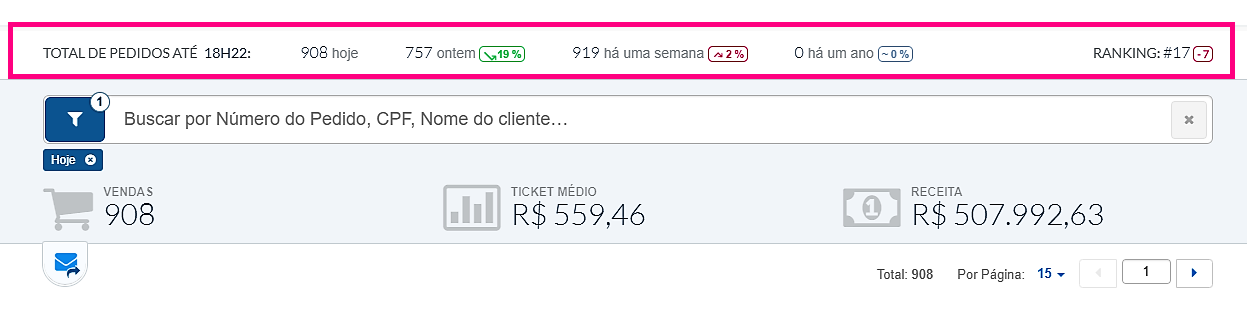 TOTAL DE PEDIDOS ATÉ 18H22: 908 hoje 757 ontem 19 % 919 há uma semana 2 % 0 há um ano ~ 0 % RANKING: #17 -7
1
Buscar por Número do Pedido, CPF, Nome do cliente...
Hoje
VENDAS TICKET MÉDIO RECEITA
908 R$ 559,46 R$ 507.992,63
Total: 908 Por Página: 15 1